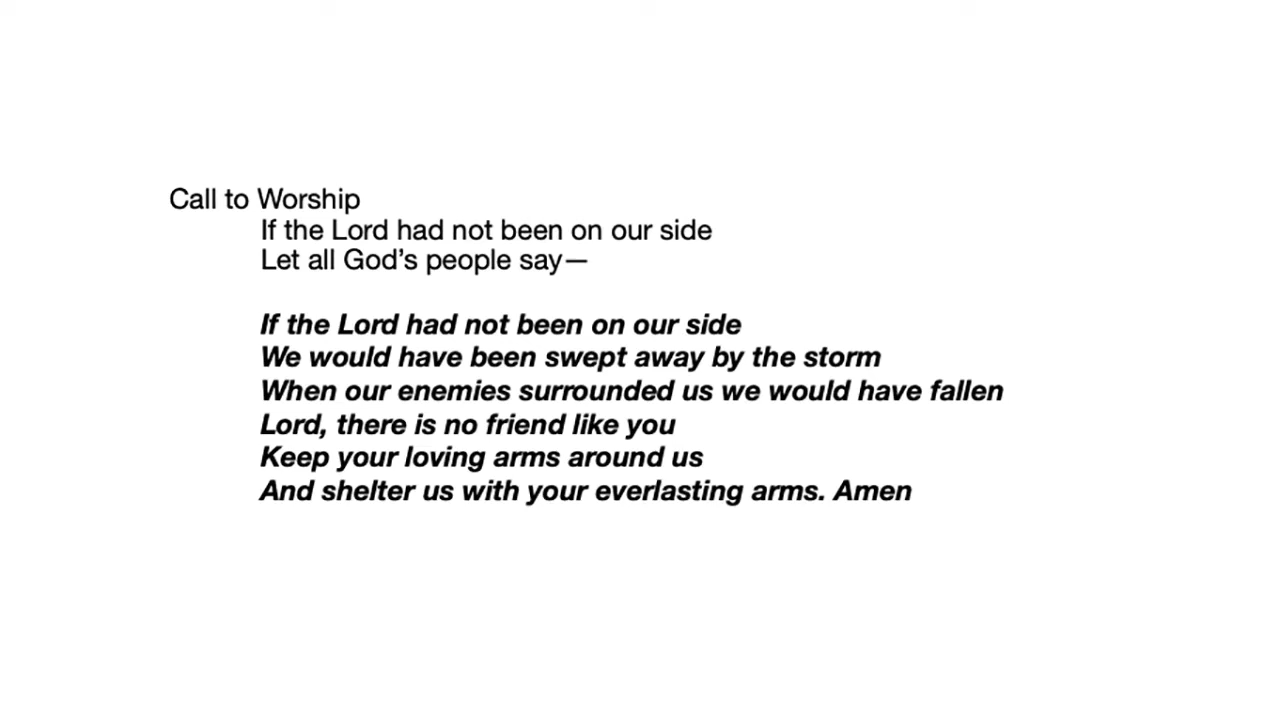 Call to Worship
If the Lord had not been on our side
Let all God’s people say—
If the Lord had not been on our side
We would have been swept away by the storm
When our enemies surrounded us we would have fallen
Lord, there is no friend like you
Keep your loving arms around us
And shelter us with your everlasting arms. Amen